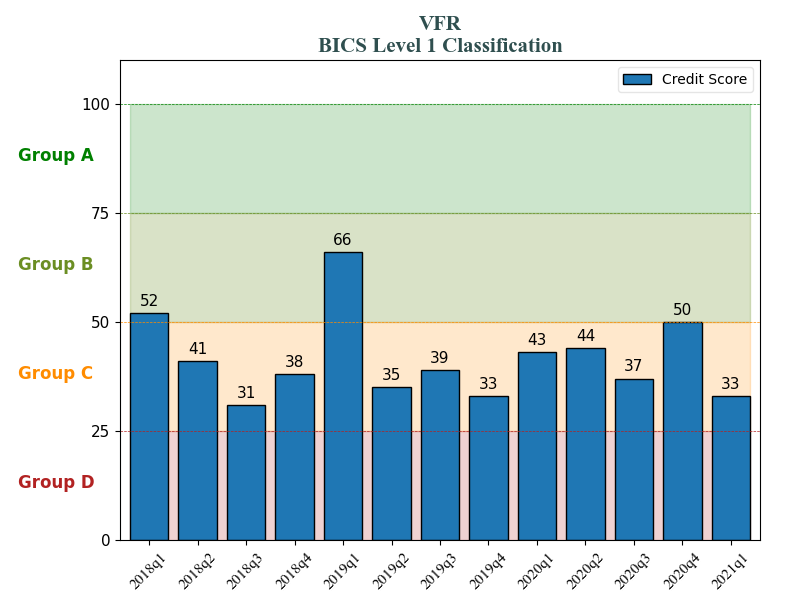 VFR
BICS Level 1 Classification
Credit Score
100
Group A
75
66
Group B
52
50
50
41
38
31
35
39
33
43
44
37
33
Group C
25
Group D
0
2018q1
2018q2
2018q3
2018q4
2019q1
2019q2
2019q3
2019q4
2020q1
2020q2
2020q3
2020q4
2021q1